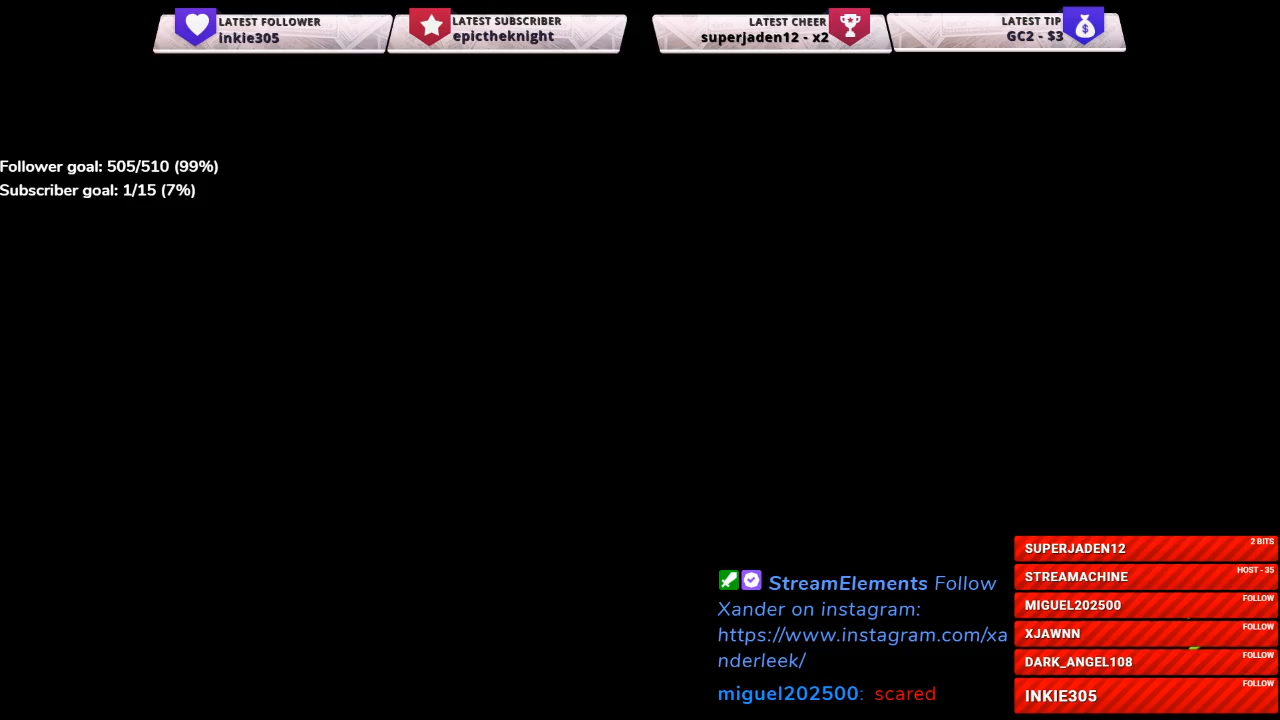 LATEST FOLLOWER
inkie305
LATEST SUBSCRIBER
epictheknight
LATEST CHEER
superjaden12 - x2
LATEST TIP
GC2 - $3
Follower goal: 505/510 (99%)
Subscriber goal: 1/15 (7%)
StreamElements Follow
Xander on instagram:
https://www.instagram.com/xa
nderleek/
miguel202500: scared
SUPERJADEN12 2 BITS
STREAMACHINE HOST - 35
MIGUEL202500 FOLLOW
XJAWNN FOLLOW
DARK_ANGEL108 FOLLOW
INKIE305 FOLLOW